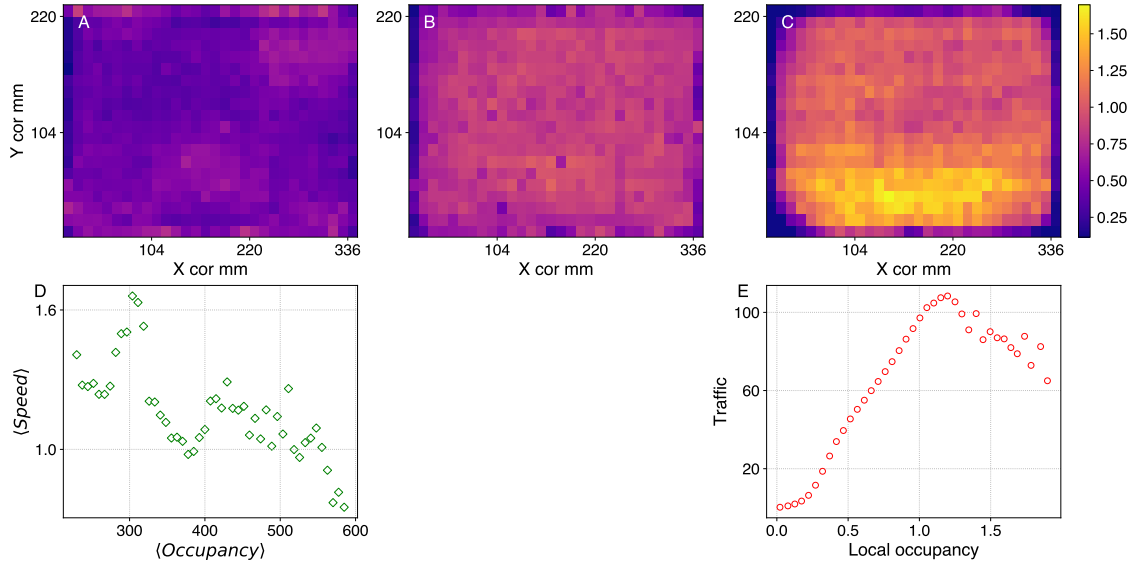 A
B
C
220
104
Y cor mm
104
220
336
X cor mm
220
104
104
220
336
X cor mm
220
104
104
220
336
X cor mm
1.50
1.25
1.00
0.75
0.50
0.25
D
1.6
1.0
⟨Speed⟩
300
400
500
600
⟨Occupancy⟩
E
100
60
20
Traffic
0.0
0.5
1.0
1.5
Local occupancy